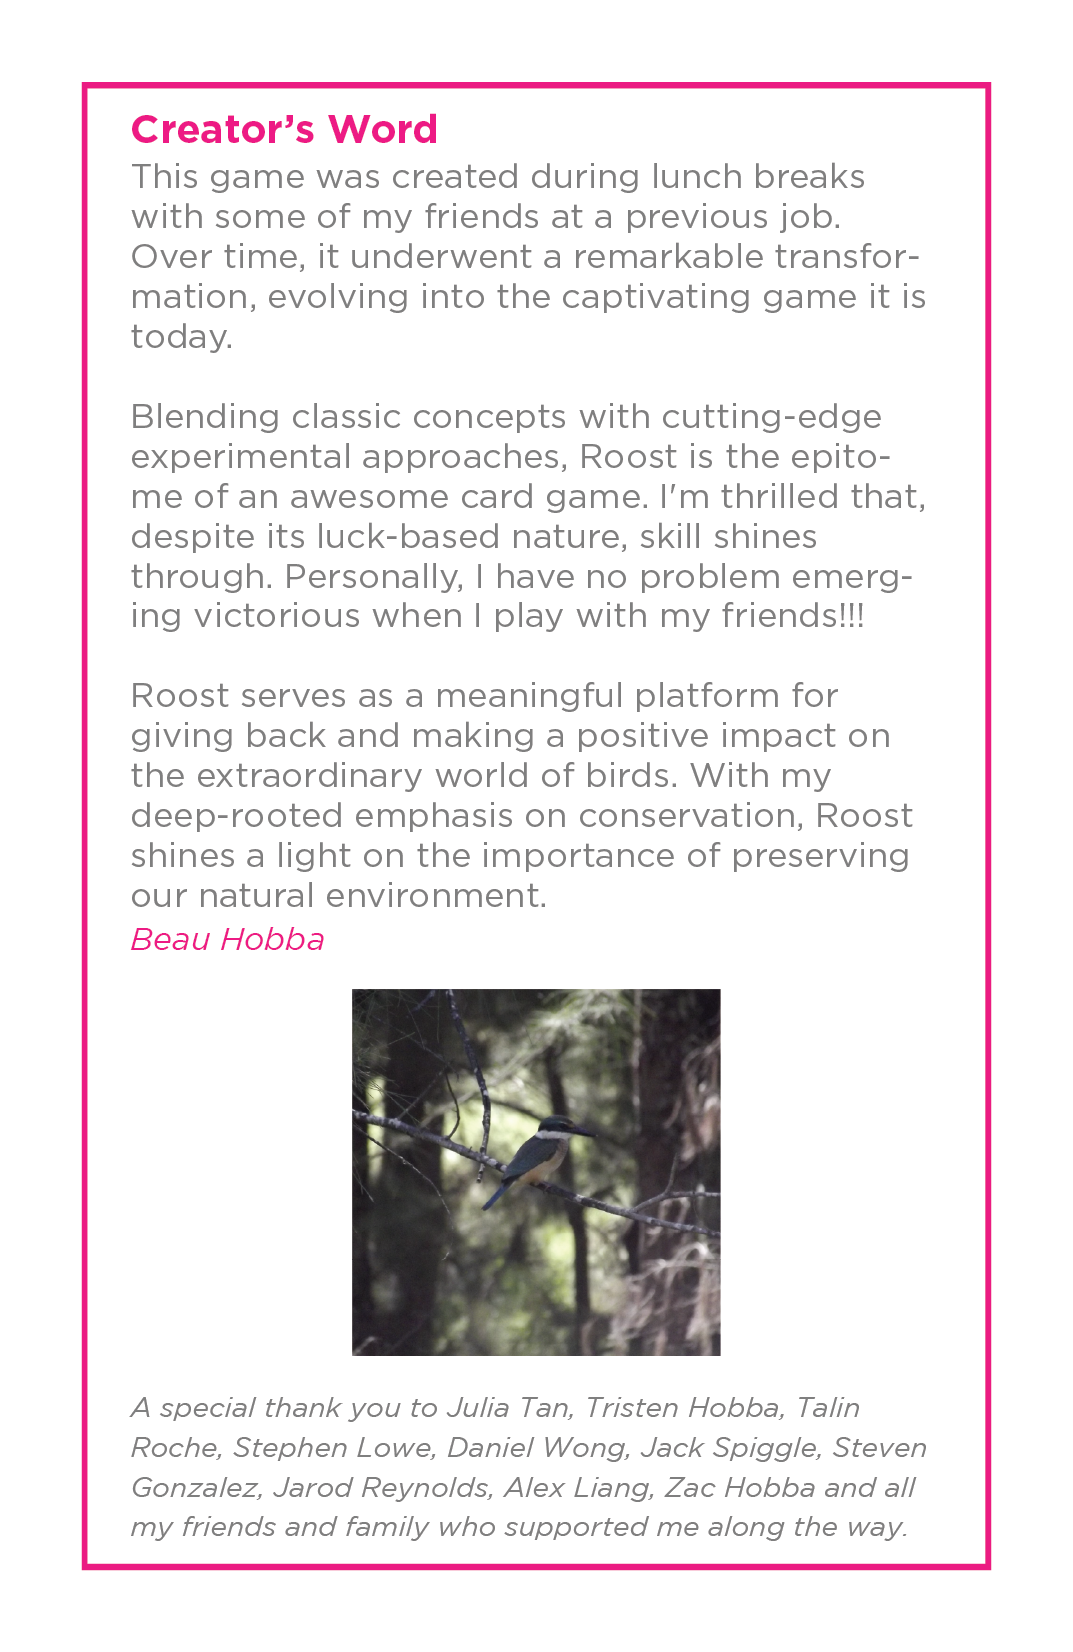 Creator’s Word
This game was created during lunch breaks
with some of my friends at a previous job.
Over time, it underwent a remarkable transfor-
mation, evolving into the captivating game it is
today.
Blending classic concepts with cutting-edge
experimental approaches, Roost is the epito-
me of an awesome card game. I'm thrilled that,
despite its luck-based nature, skill shines
through. Personally, I have no problem emerg-
ing victorious when I play with my friends!!!
Roost serves as a meaningful platform for
giving back and making a positive impact on
the extraordinary world of birds. With my
deep-rooted emphasis on conservation, Roost
shines a light on the importance of preserving
our natural environment.
Beau Hobba
A special thank you to Julia Tan, Tristen Hobba, Talin
Roche, Stephen Lowe, Daniel Wong, Jack Spiggle, Steven
Gonzalez, Jarod Reynolds, Alex Liang, Zac Hobba and all
my friends and family who supported me along the way.